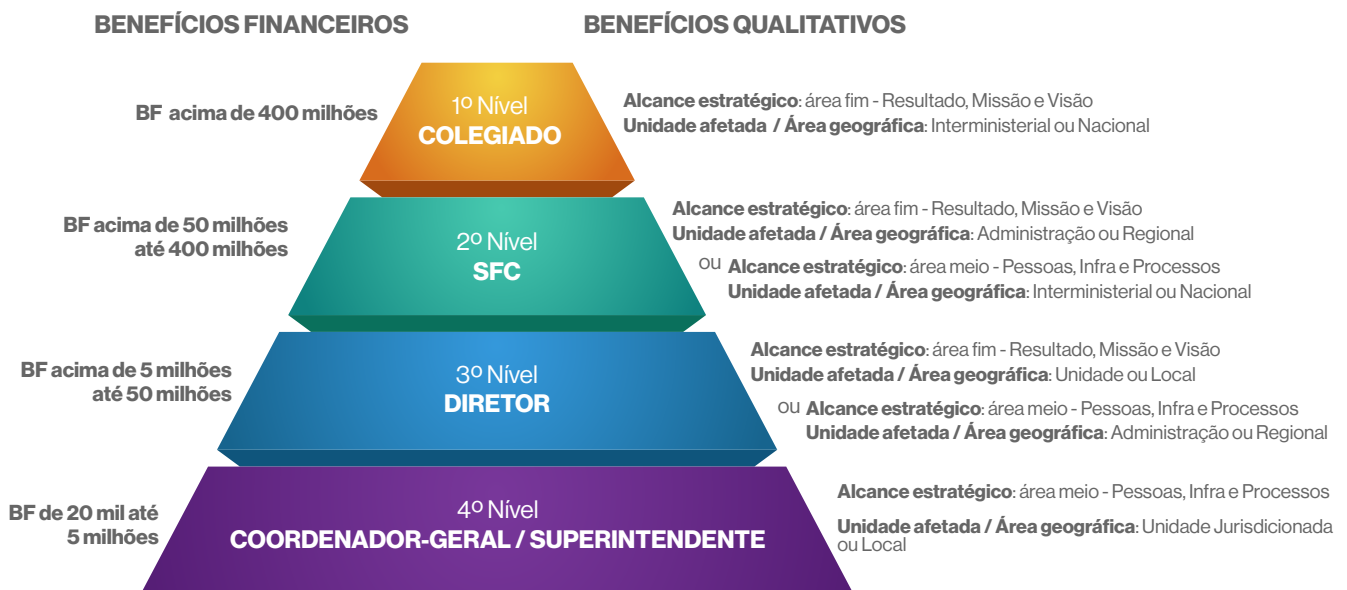 BENEFÍCIOS FINANCEIROS
BENEFÍCIOS QUALITATIVOS
BF acima de 400 milhões
1º Nível
COLEGIADO
Alcance estratégico: área fim - Resultado, Missão e Visão
Unidade afetada / Área geográfica: Interministerial ou Nacional
BF acima de 50 milhões
até 400 milhões
2º Nível
SFC
Alcance estratégico: área fim - Resultado, Missão e Visão
Unidade afetada / Área geográfica: Administração ou Regional
ou Alcance estratégico: área meio - Pessoas, Infra e Processos
Unidade afetada / Área geográfica: Interministerial ou Nacional
BF acima de 5 milhões
até 50 milhões
3º Nível
DIRETOR
Alcance estratégico: área fim - Resultado, Missão e Visão
Unidade afetada / Área geográfica: Unidade ou Local
ou Alcance estratégico: área meio - Pessoas, Infra e Processos
Unidade afetada / Área geográfica: Administração ou Regional
BF de 20 mil até
5 milhões
4º Nível
COORDENADOR-GERAL / SUPERINTENDENTE
Alcance estratégico: área meio - Pessoas, Infra e Processos
Unidade afetada / Área geográfica: Unidade Jurisdicionada
ou Local